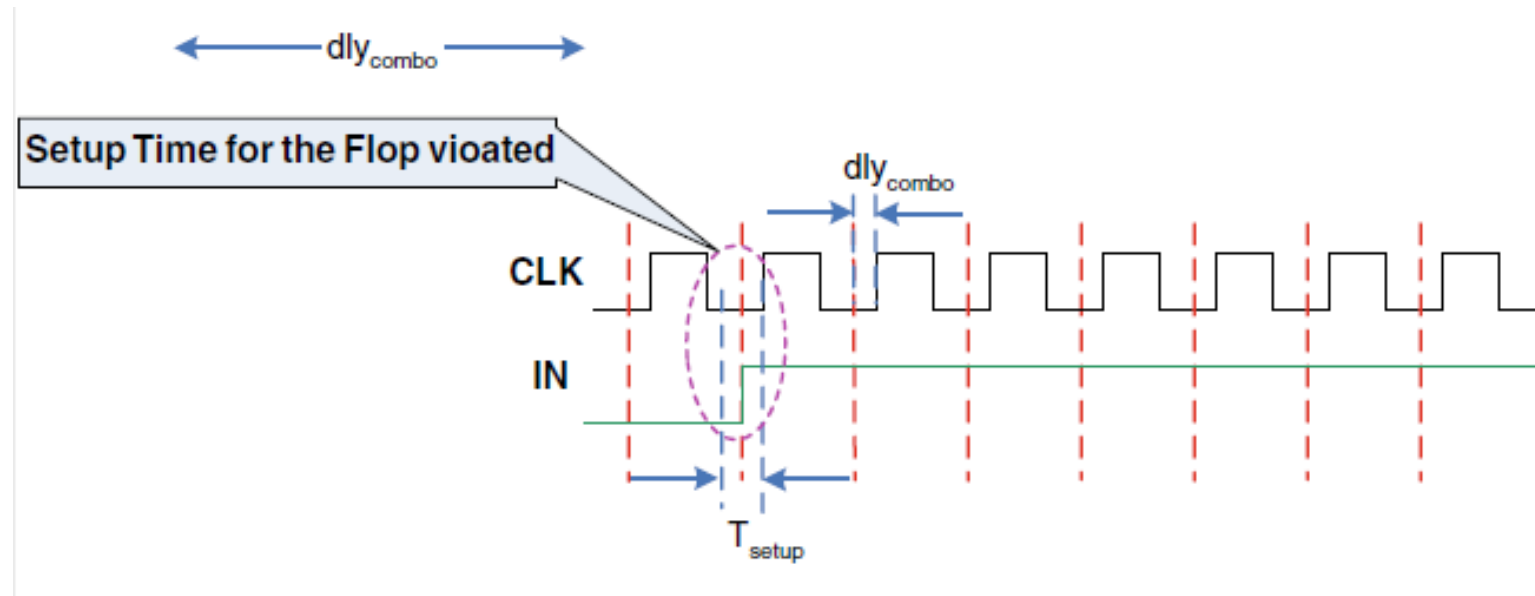 dlycombo
Setup Time for the Flop vioated
dlycombo
CLK
IN
Tsetup